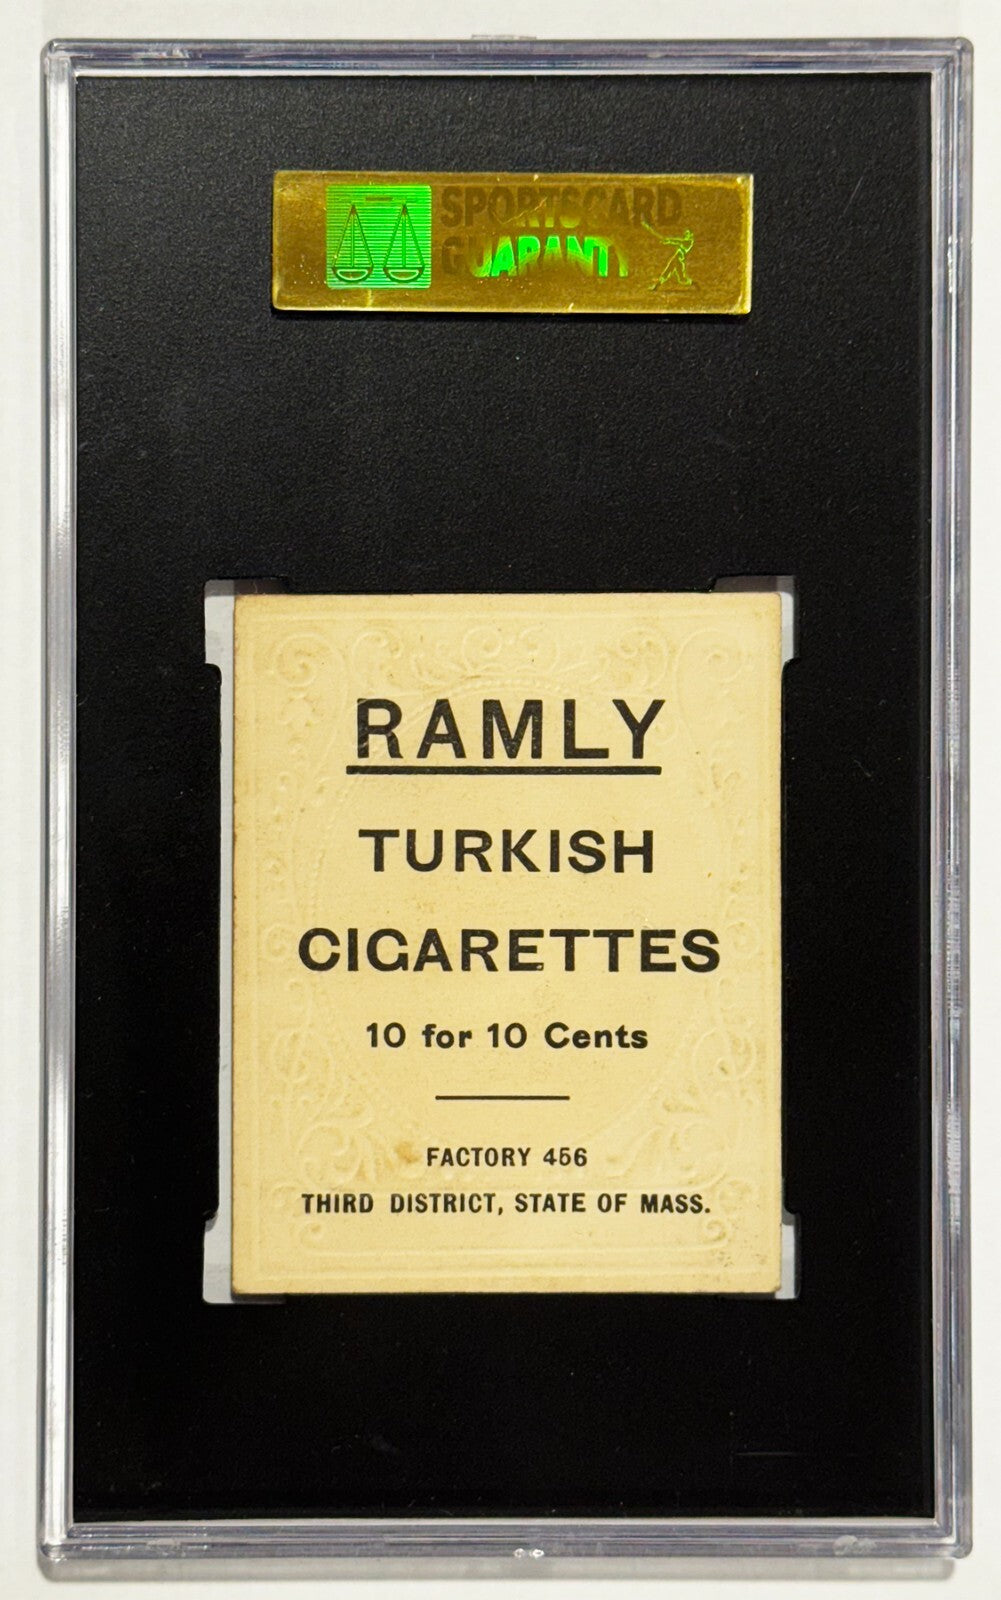 SPORTSCARD
GUARANTY
RAMLY
TURKISH
CIGARETTES
10 for 10 Cents
FACTORY 456
THIRD DISTRICT, STATE OF MASS.